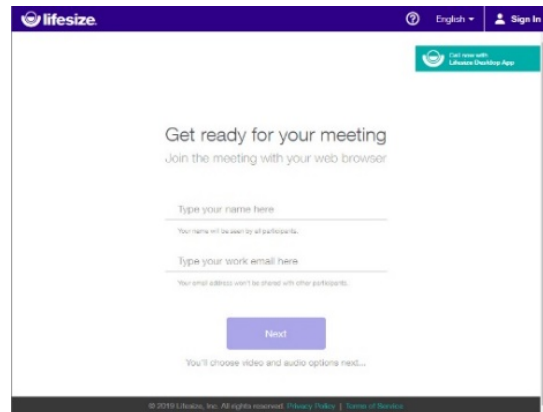 lifesize
English
Sign In
Call now with
Lifesize Desktop App
Get ready for your meeting
Join the meeting with your web browser
Type your name here
Your name will be seen by all participants.
Type your work email here
Your email address won't be shared with other participants.
Next
You'll choose video and audio options next...
© 2019 Lifesize, Inc. All rights reserved. Privacy Policy | Terms of Service